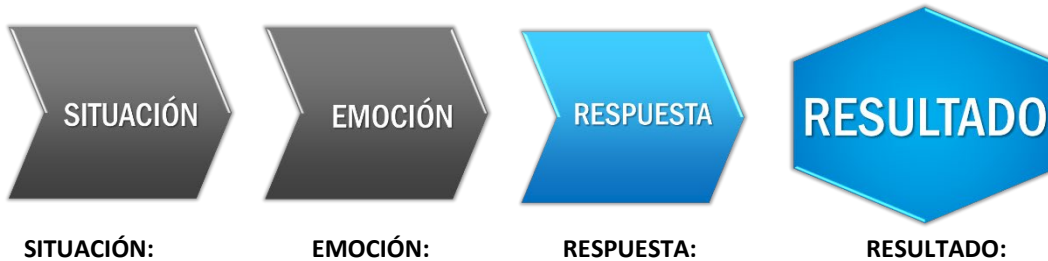 SITUACIÓN
EMOCIÓN
RESPUESTA
RESULTADO
SITUACIÓN:
EMOCIÓN:
RESPUESTA:
RESULTADO: